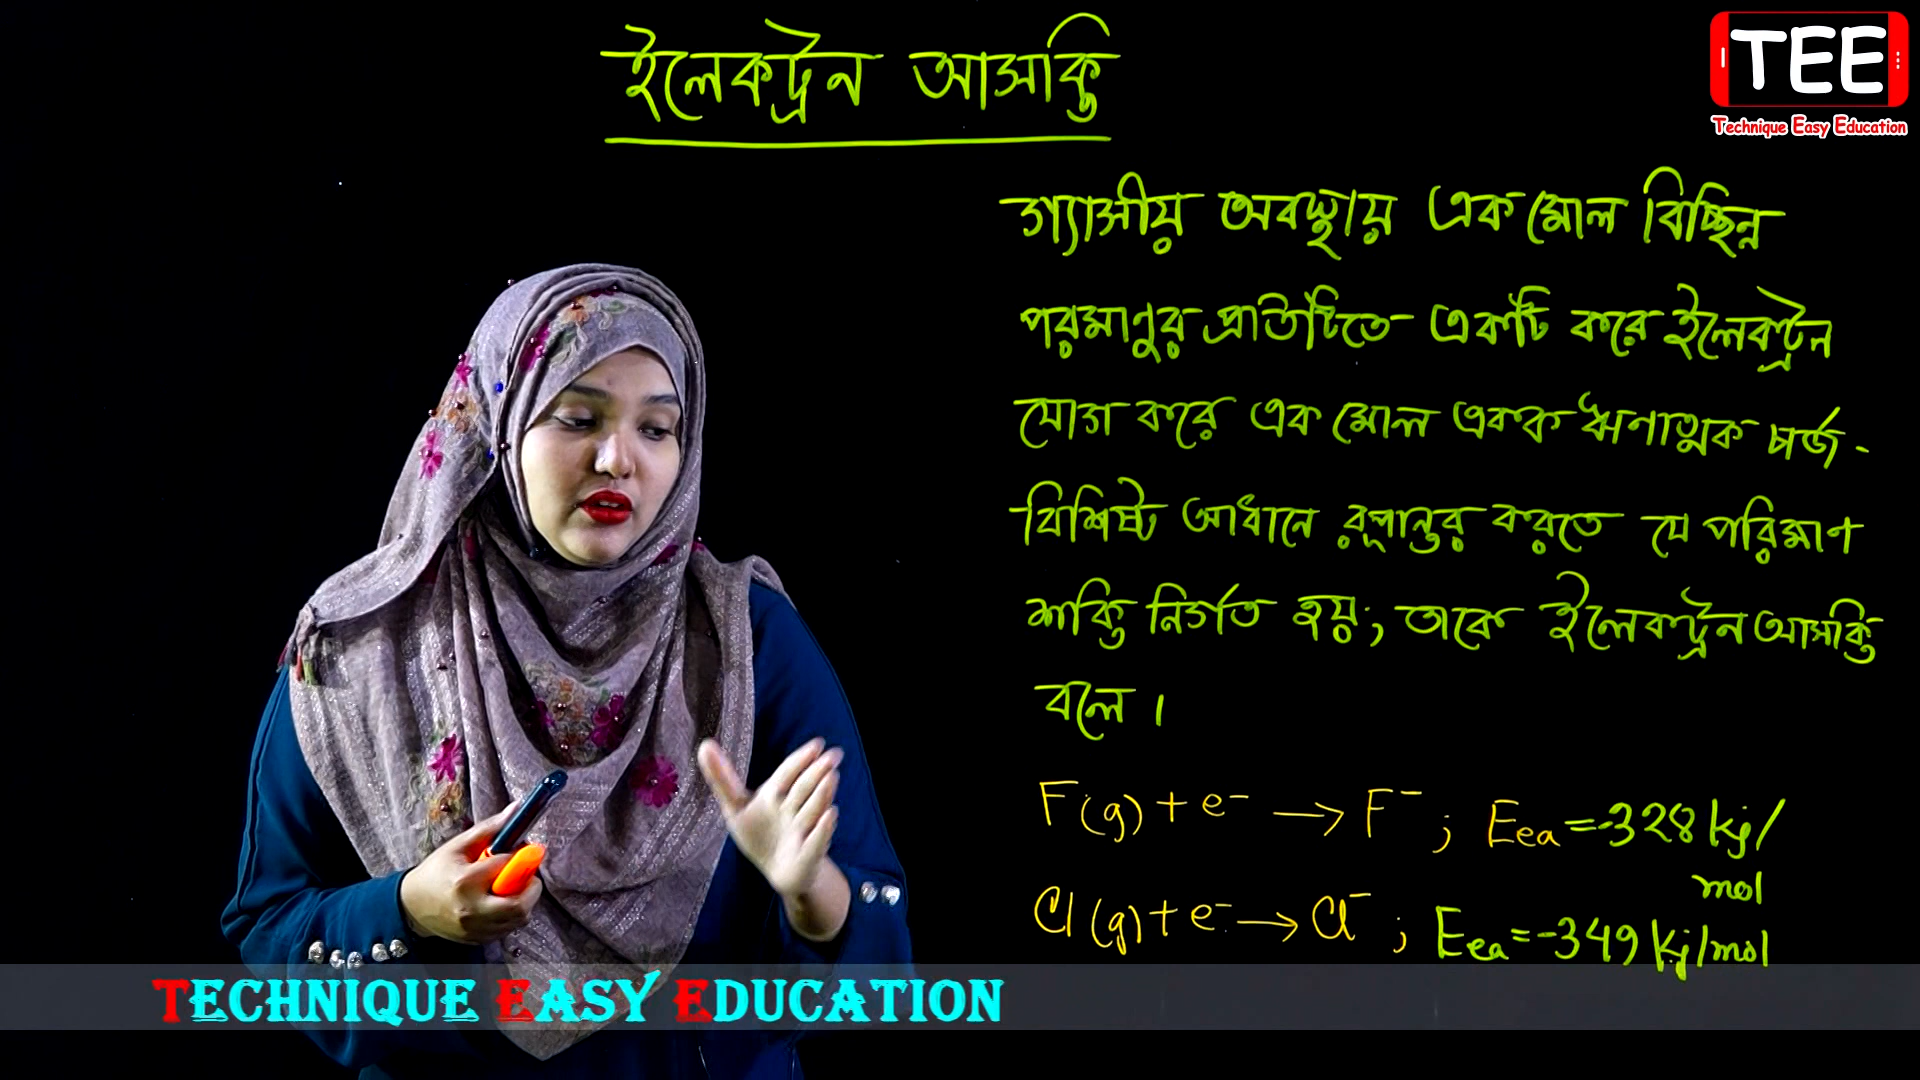 ইলেকট্রন আসক্তি
TEE
Technique Easy Education
গ্যাসীয় অবস্থায় এক মোল বিচ্ছিন্ন
পরমাণুর প্রতিটিতে একটি করে ইলেকট্রন
যোগ করে এক মোল একক ঋণাত্মক চার্জ -
বিশিষ্ট আধানে রূপান্তর করতে যে পরিমাণ
শক্তি নির্গত হয়; তাকে ইলেকট্রন আসক্তি
বলে ।
F(g) + e⁻ → F⁻ ; Eea = -328 kj/
mol
Cl(g) + e⁻ → Cl⁻ ; Eea = -349 kj/mol
TECHNIQUE EASY EDUCATION